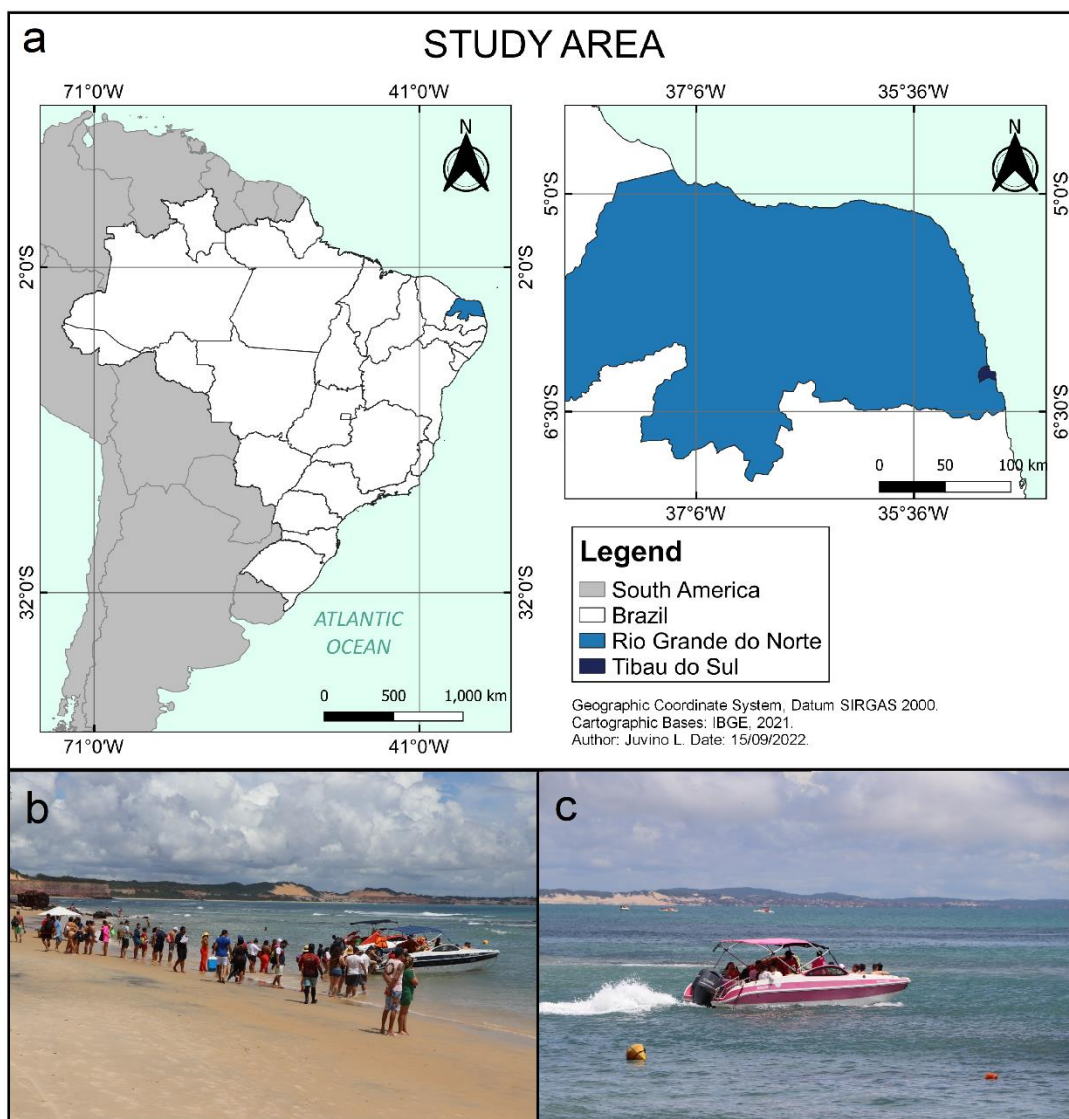 a
STUDY AREA
71°0'W
41°0'W
N
2°0'S
2°0'S
32°0'S
32°0'S
ATLANTIC
OCEAN
0 500 1,000 km
71°0'W
41°0'W
37°6'W
35°36'W
N
5°0'S
5°0'S
6°30'S
6°30'S
0 50 100 km
37°6'W
35°36'W
Legend
South America
Brazil
Rio Grande do Norte
Tibau do Sul
Geographic Coordinate System, Datum SIRGAS 2000.
Cartographic Bases: IBGE, 2021.
Author: Juvino L. Date: 15/09/2022.
b
c